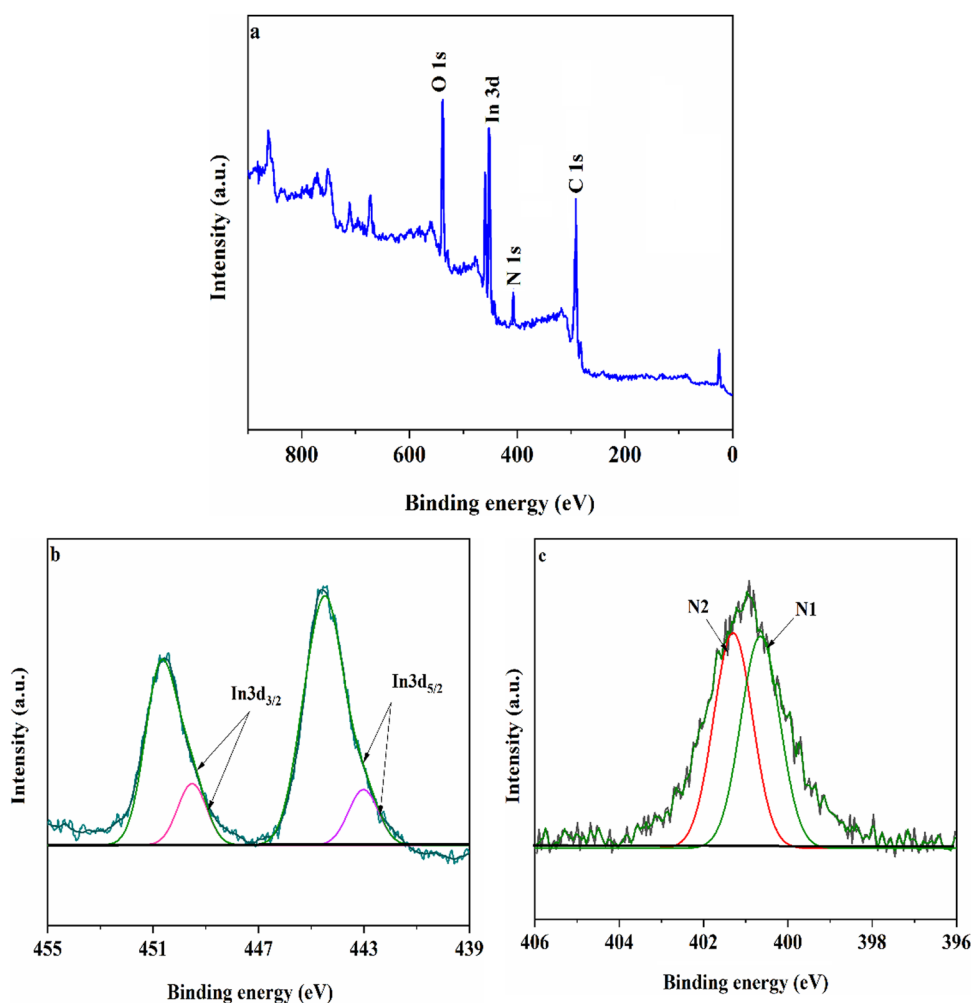 a
O 1s
In 3d
N 1s
C 1s
Intensity (a.u.)
800 600 400 200 0
Binding energy (eV)
b
In3d3/2
In3d5/2
Intensity (a.u.)
455 451 447 443 439
Binding energy (eV)
c
N2 N1
Intensity (a.u.)
406 404 402 400 398 396
Binding energy (eV)